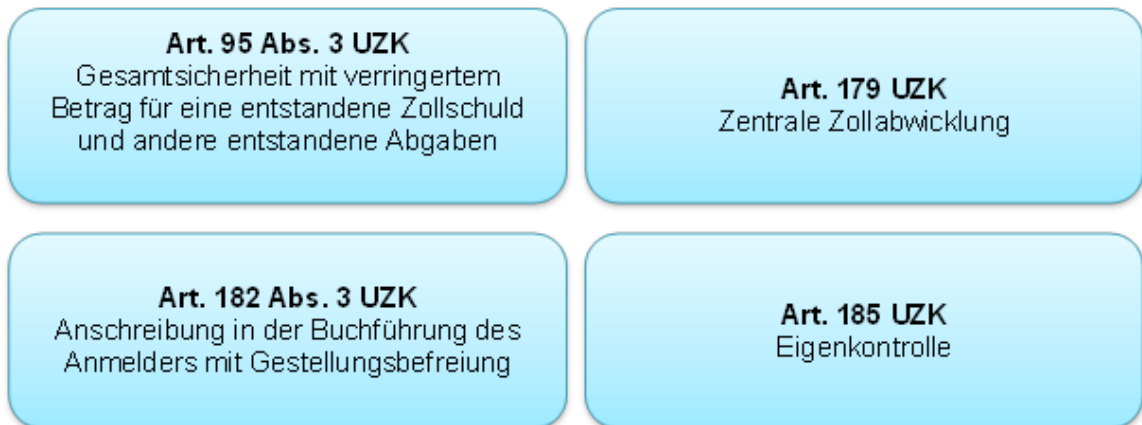 Art. 95 Abs. 3 UZK
Gesamtsicherheit mit verringertem
Betrag für eine entstandene Zollschuld
und andere entstandene Abgaben
Art. 179 UZK
Zentrale Zollabwicklung
Art. 182 Abs. 3 UZK
Anschreibung in der Buchführung des
Anmelders mit Gestellungsbefreiung
Art. 185 UZK
Eigenkontrolle